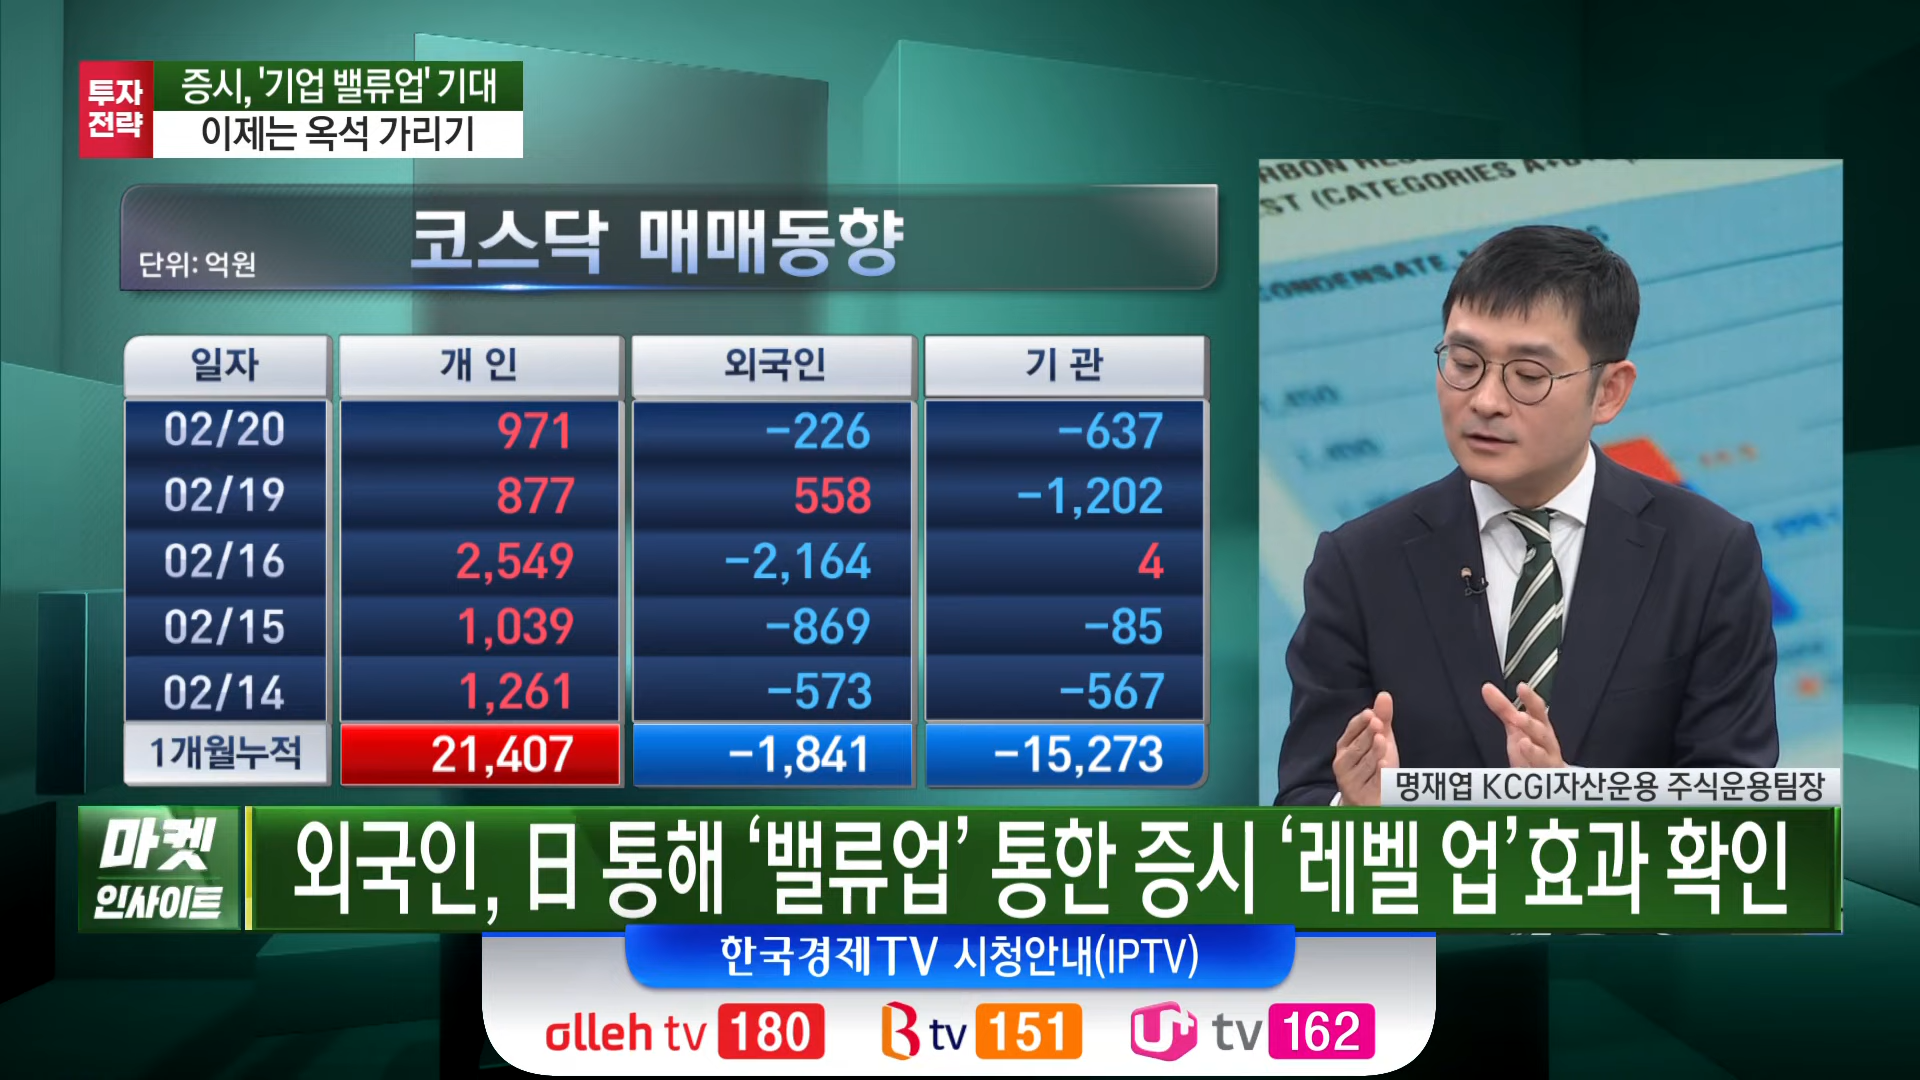 투자
전략
증시, '기업 밸류업' 기대
이제는 옥석 가리기
코스닥 매매동향
단위: 억원
일자 개인 외국인 기관
02/20 971 -226 -637
02/19 877 558 -1,202
02/16 2,549 -2,164 4
02/15 1,039 -869 -85
02/14 1,261 -573 -567
1개월누적 21,407 -1,841 -15,273
ST (CATEGORIES A+
CONDENSATE
명재엽 KCGI자산운용 주식운용팀장
마켓
인사이트
외국인, 日 통해 ‘밸류업’ 통한 증시 ‘레벨 업’효과 확인
한국경제TV 시청안내(IPTV)
olleh tv 180 B tv 151 U+ tv 162